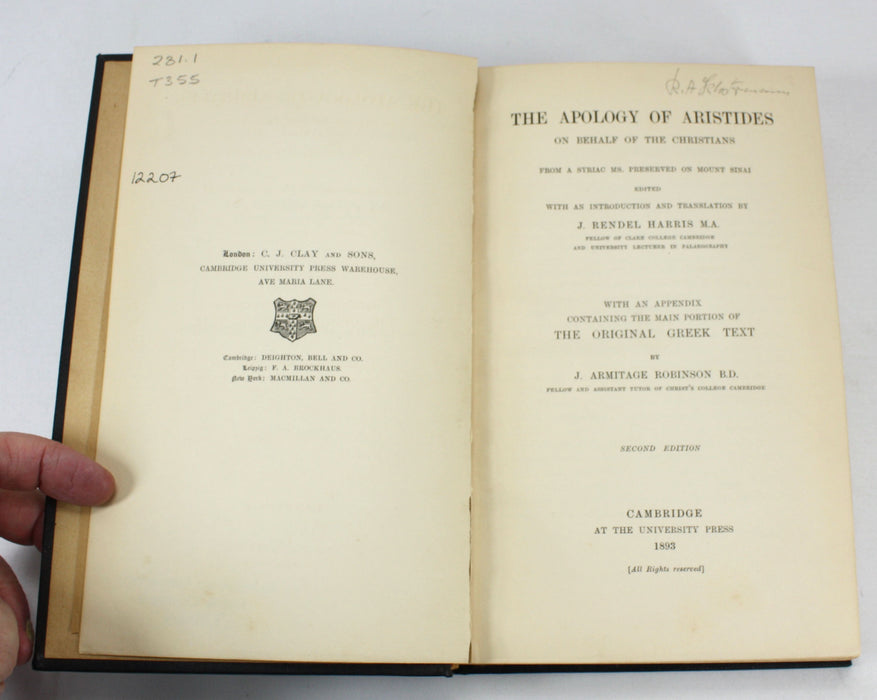 281.1
T355
12207
London: C. J. CLAY AND SONS,
CAMBRIDGE UNIVERSITY PRESS WAREHOUSE,
AVE MARIA LANE.
Cambridge: DEIGHTON, BELL AND CO.
Leipzig: F. A. BROCKHAUS.
New York: MACMILLAN AND CO.
R. A.
THE APOLOGY OF ARISTIDES
ON BEHALF OF THE CHRISTIANS
FROM A SYRIAC MS. PRESERVED ON MOUNT SINAI
EDITED
WITH AN INTRODUCTION AND TRANSLATION BY
J. RENDEL HARRIS M.A.
FELLOW OF CLARE COLLEGE CAMBRIDGE
AND UNIVERSITY LECTURER IN PALAEOGRAPHY
WITH AN APPENDIX
CONTAINING THE MAIN PORTION OF
THE ORIGINAL GREEK TEXT
BY
J. ARMITAGE ROBINSON B.D.
FELLOW AND ASSISTANT TUTOR OF CHRIST'S COLLEGE CAMBRIDGE
SECOND EDITION
CAMBRIDGE
AT THE UNIVERSITY PRESS
1893
[All Rights reserved]